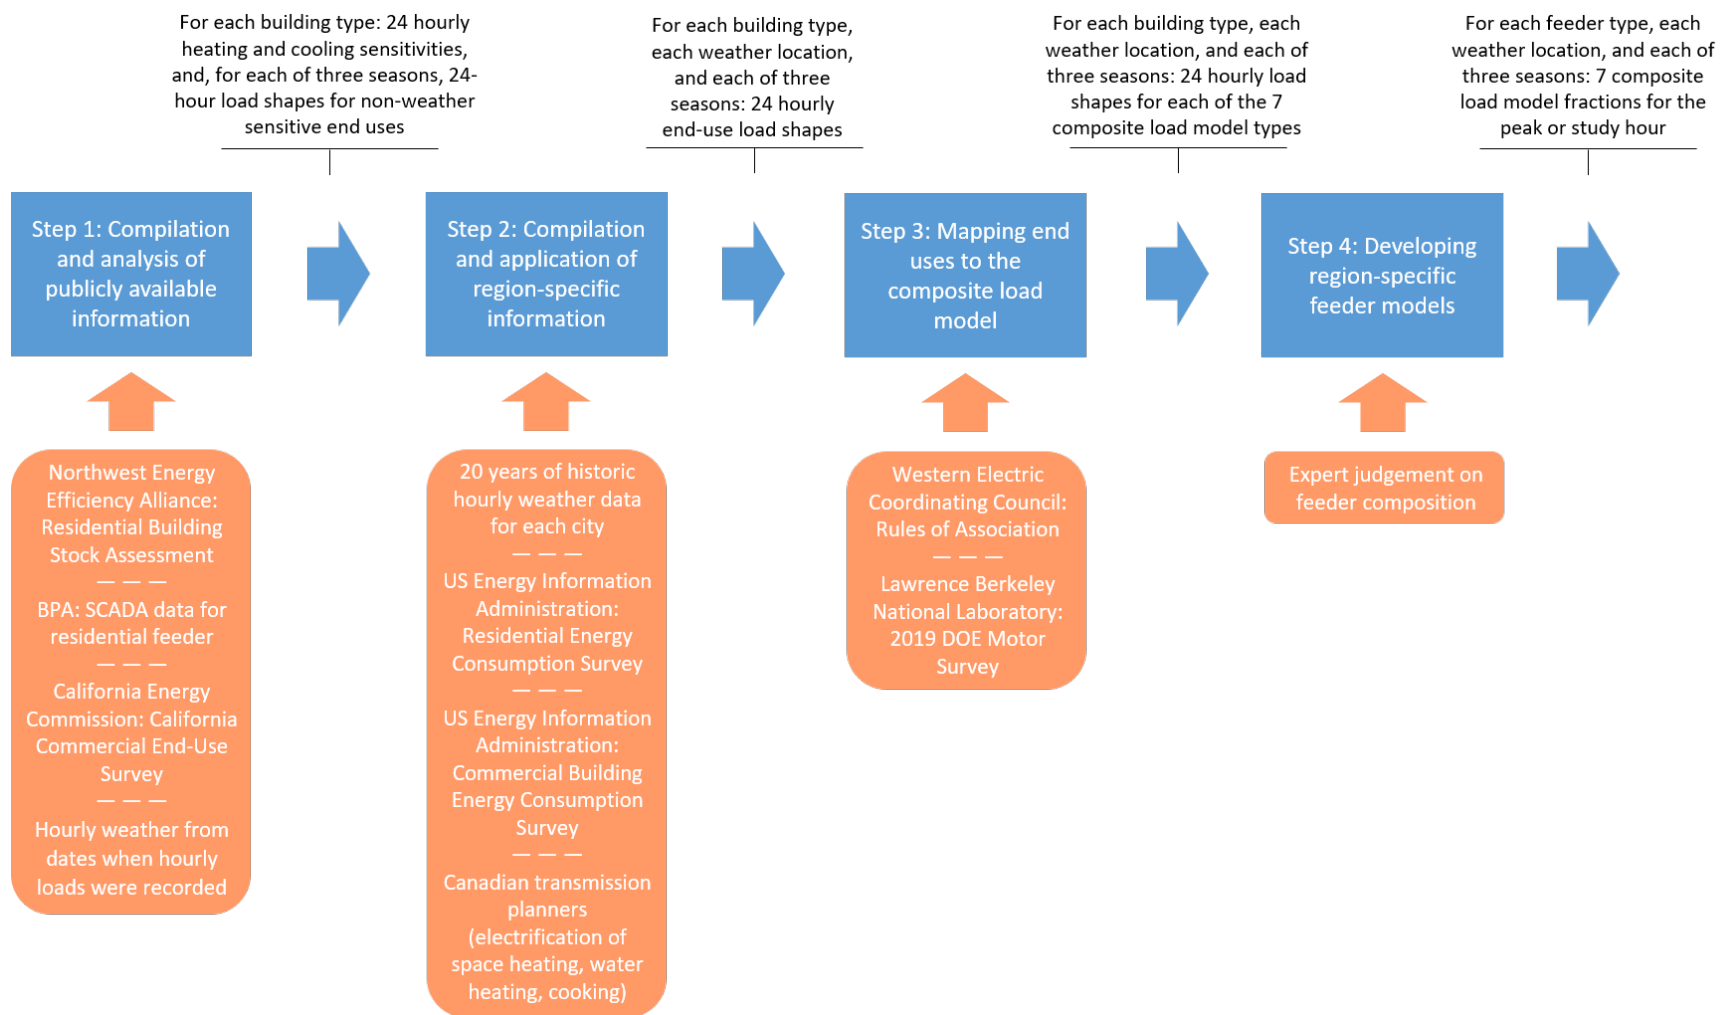 For each building type: 24 hourly
heating and cooling sensitivities,
and, for each of three seasons, 24-
hour load shapes for non-weather
sensitive end uses
For each building type,
each weather location,
and each of three
seasons: 24 hourly
end-use load shapes
For each building type, each
weather location, and each of
three seasons: 24 hourly load
shapes for each of the 7
composite load model types
For each feeder type, each
weather location, and each of
three seasons: 7 composite
load model fractions for the
peak or study hour
Step 1: Compilation
and analysis of
publicly available
information
Step 2: Compilation
and application of
region-specific
information
Step 3: Mapping end
uses to the
composite load
model
Step 4: Developing
region-specific
feeder models
Northwest Energy
Efficiency Alliance:
Residential Building
Stock Assessment
— — —
BPA: SCADA data for
residential feeder
— — —
California Energy
Commission: California
Commercial End-Use
Survey
— — —
Hourly weather from
dates when hourly
loads were recorded
20 years of historic
hourly weather data
for each city
— — —
US Energy Information
Administration:
Residential Energy
Consumption Survey
— — —
US Energy Information
Administration:
Commercial Building
Energy Consumption
Survey
— — —
Canadian transmission
planners
(electrification of
space heating, water
heating, cooking)
Western Electric
Coordinating Council:
Rules of Association
— — —
Lawrence Berkeley
National Laboratory:
2019 DOE Motor
Survey
Expert judgement on
feeder composition